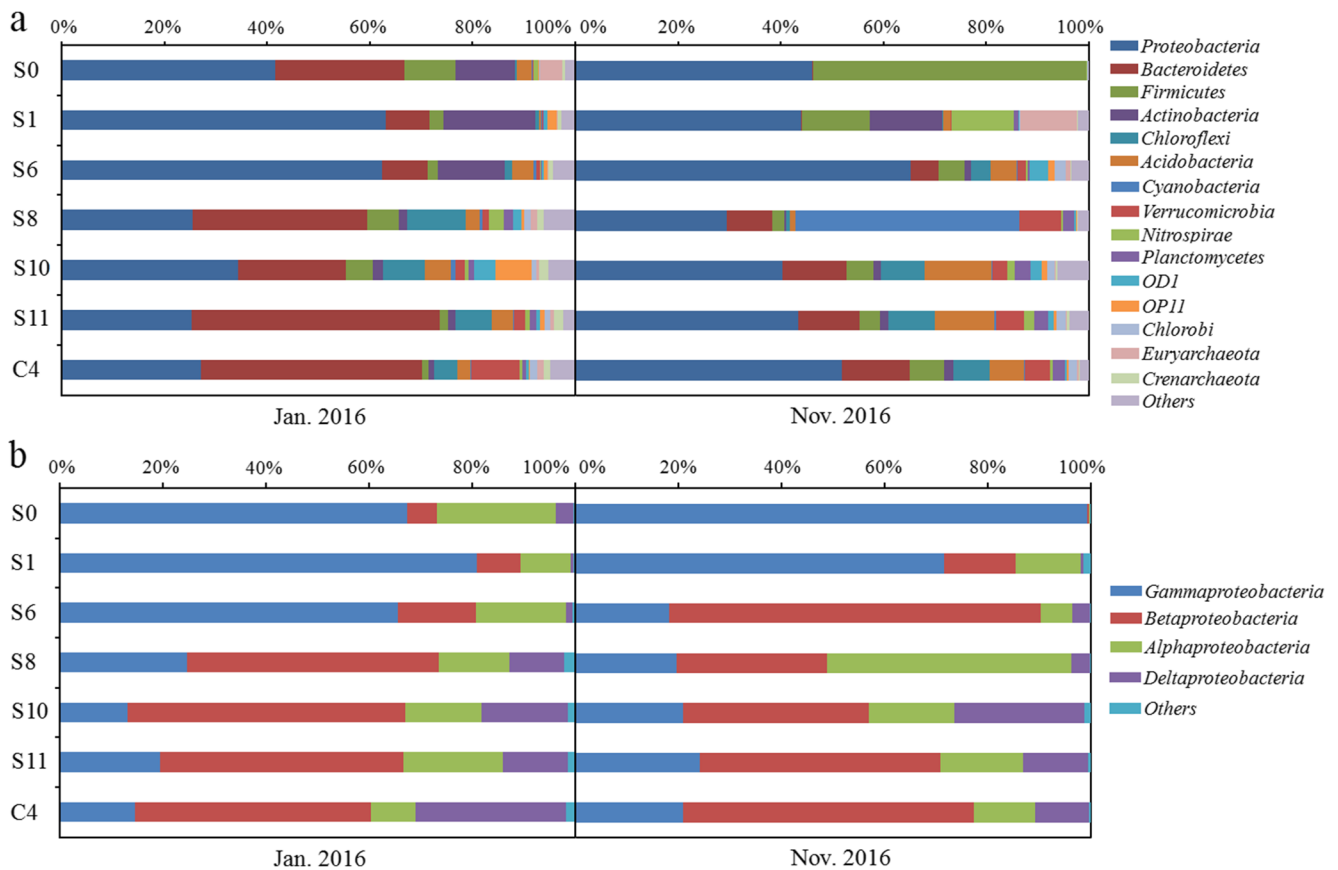 a
0% 20% 40% 60% 80% 100% 0% 20% 40% 60% 80% 100%
S0
S1
S6
S8
S10
S11
C4
Jan. 2016 Nov. 2016
Proteobacteria
Bacteroidetes
Firmicutes
Actinobacteria
Chloroflexi
Acidobacteria
Cyanobacteria
Verrucomicrobia
Nitrospirae
Planctomycetes
OD1
OP11
Chlorobi
Euryarchaeota
Crenarchaeota
Others
b
0% 20% 40% 60% 80% 100% 0% 20% 40% 60% 80% 100%
S0
S1
S6
S8
S10
S11
C4
Jan. 2016 Nov. 2016
Gammaproteobacteria
Betaproteobacteria
Alphaproteobacteria
Deltaproteobacteria
Others